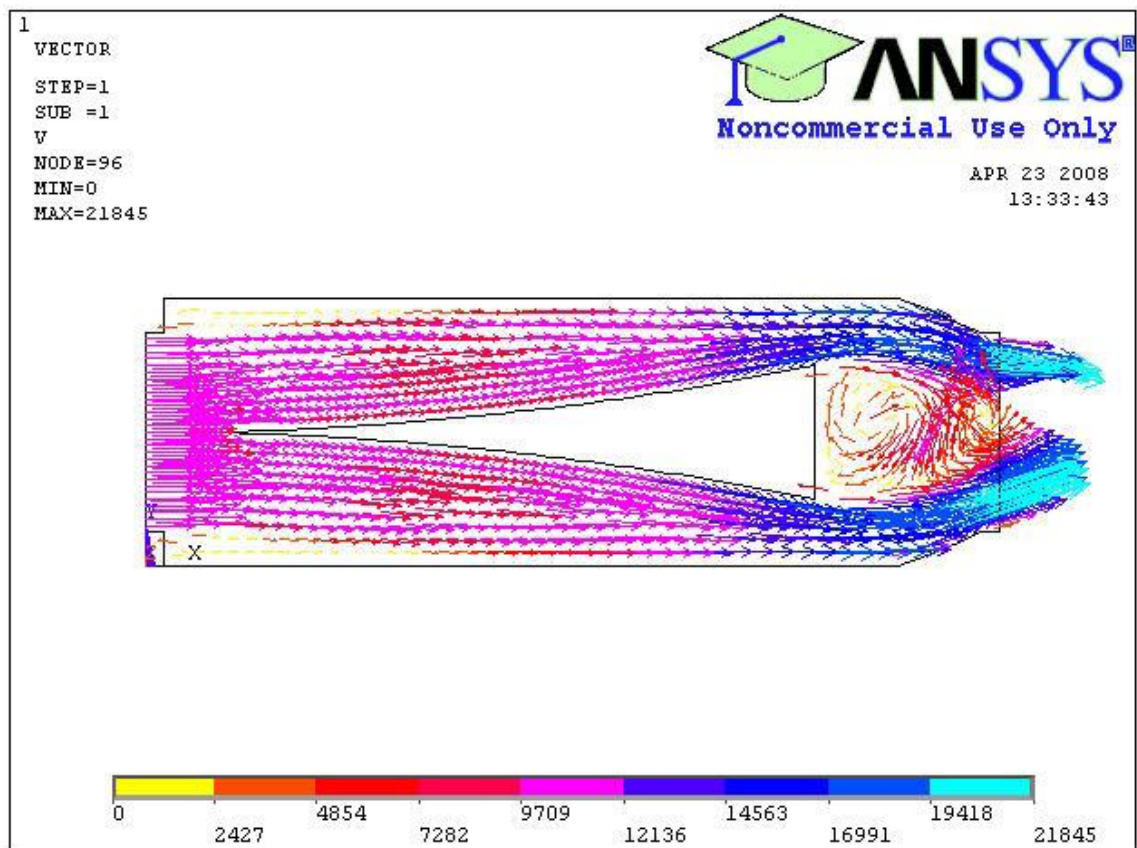 1
VECTOR
STEP=1
SUB =1
V
NODE=96
MIN=0
MAX=21845
ANSYS®
Noncommercial Use Only
APR 23 2008
13:33:43
Y
X
0 4854 9709 14563 19418
2427 7282 12136 16991 21845